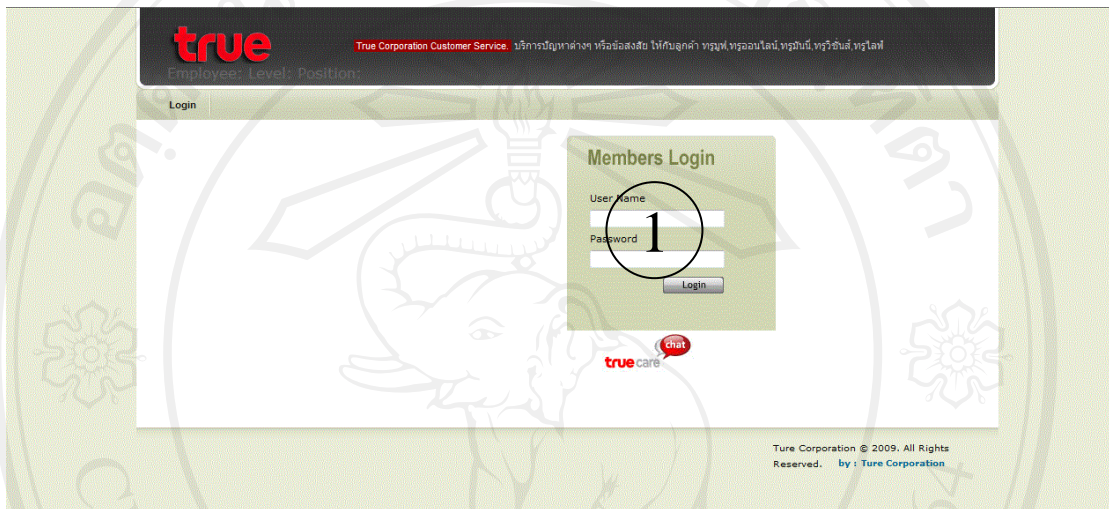 true
True Corporation Customer Service. บริการปัญหาต่างๆ หรือข้อสงสัย ให้กับลูกค้า ทรูมูฟ,ทรูออนไลน์,ทรูมันนี่,ทรูวิชั่นส์,ทรูไลฟ์
Employee: Level: Position:
Login
Members Login
User Name
1
Password
Login
chat
true care
Ture Corporation © 2009. All Rights
Reserved. by : Ture Corporation